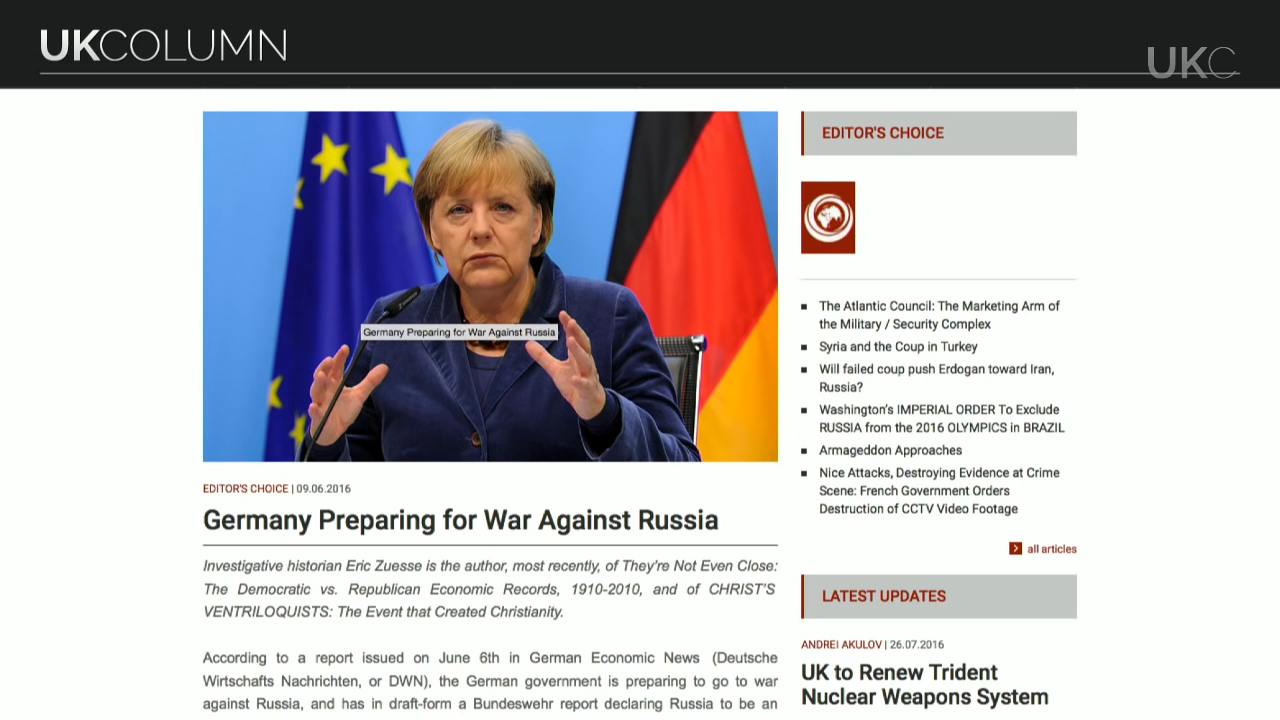 UKCOLUMN
UKC
Germany Preparing for War Against Russia
EDITOR'S CHOICE | 09.06.2016
Germany Preparing for War Against Russia
Investigative historian Eric Zuesse is the author, most recently, of They're Not Even Close:
The Democratic vs. Republican Economic Records, 1910-2010, and of CHRIST'S
VENTRILOQUISTS: The Event that Created Christianity.
According to a report issued on June 6th in German Economic News (Deutsche
Wirtschafts Nachrichten, or DWN), the German government is preparing to go to war
against Russia, and has in draft-form a Bundeswehr report declaring Russia to be an
EDITOR'S CHOICE
The Atlantic Council: The Marketing Arm of
the Military / Security Complex
Syria and the Coup in Turkey
Will failed coup push Erdogan toward Iran,
Russia?
Washington's IMPERIAL ORDER To Exclude
RUSSIA from the 2016 OLYMPICS in BRAZIL
Armageddon Approaches
Nice Attacks, Destroying Evidence at Crime
Scene: French Government Orders
Destruction of CCTV Video Footage
all articles
LATEST UPDATES
ANDREI AKULOV | 26.07.2016
UK to Renew Trident
Nuclear Weapons System